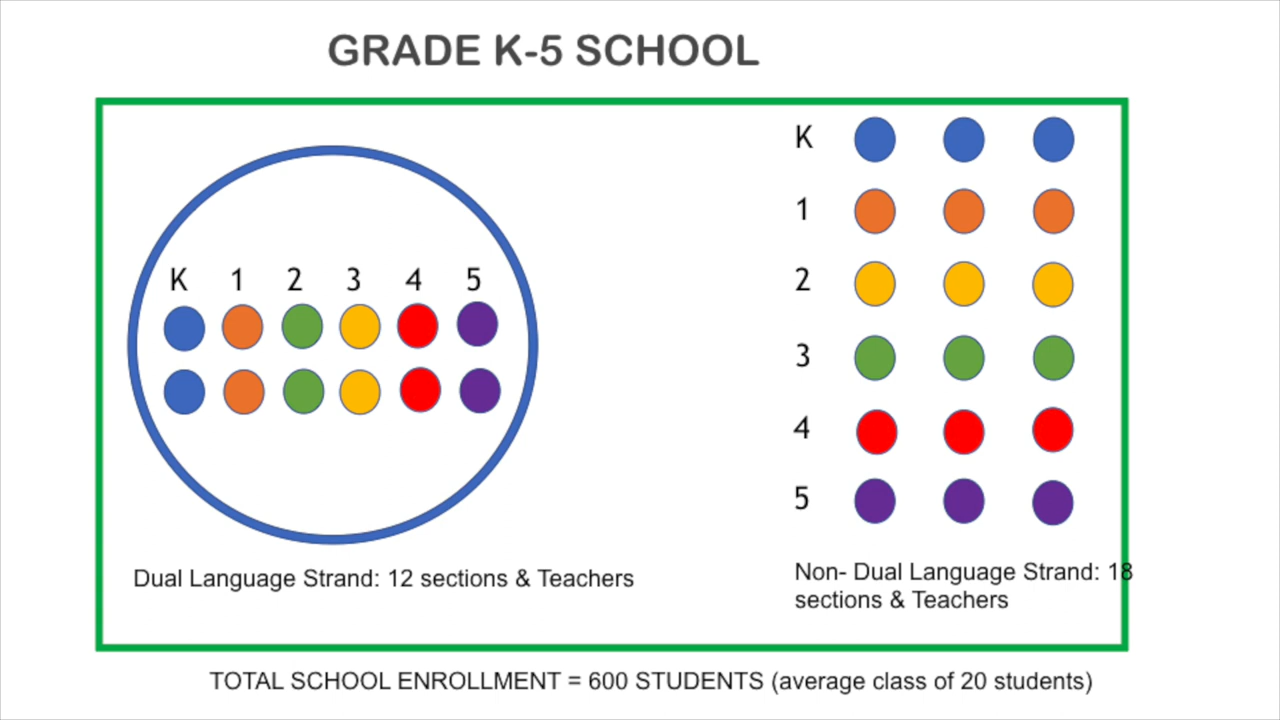 GRADE K-5 SCHOOL
K 1 2 3 4 5
Dual Language Strand: 12 sections & Teachers
K
1
2
3
4
5
Non- Dual Language Strand: 18
sections & Teachers
TOTAL SCHOOL ENROLLMENT = 600 STUDENTS (average class of 20 students)